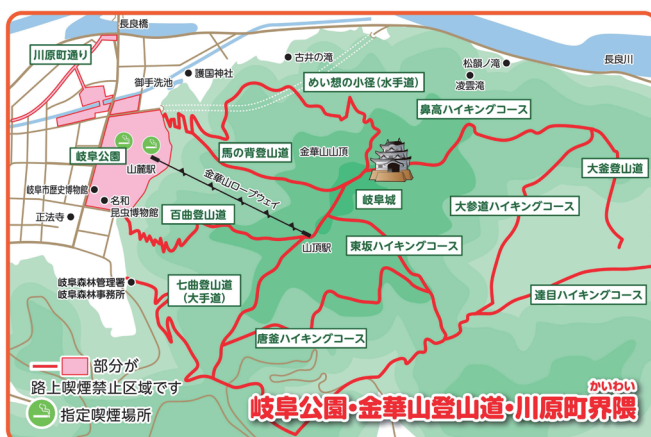 長良橋
川原町通り
御手洗池
護国神社
古井の滝
松韻ノ滝
凌雲滝
長良川
めい想の小径(水手道)
鼻高ハイキングコース
岐阜公園
山麓駅
馬の背登山道
金華山山頂
大釜登山道
金華山ロープウェイ
岐阜市歴史博物館
名和
昆虫博物館
正法寺
岐阜城
大参道ハイキングコース
百曲登山道
山頂駅
東坂ハイキングコース
岐阜森林管理署
岐阜森林事務所
七曲登山道
(大手道)
達目ハイキングコース
唐釜ハイキングコース
部分が
路上喫煙禁止区域です
指定喫煙場所
かいわい
岐阜公園・金華山登山道・川原町界隈